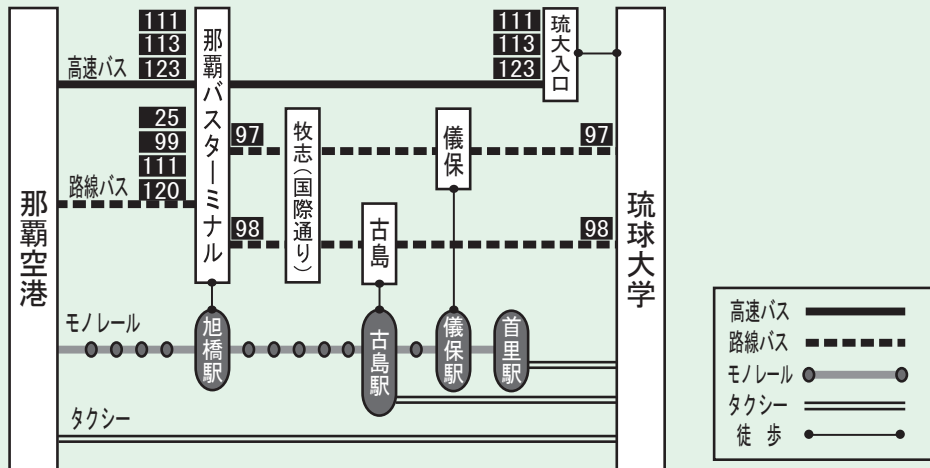 那覇空港
高速バス
111
113
123
路線バス
25
99
111
120
モノレール
タクシー
那覇バスターミナル
旭橋駅
97
98
牧志(国際通り)
古島
古島駅
儀保
儀保駅
首里駅
111
113
123
琉大入口
97
98
琉球大学
高速バス
路線バス
モノレール
タクシー
徒 歩